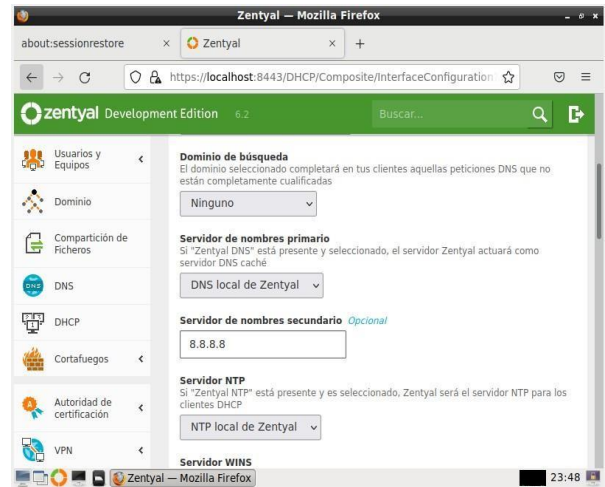 Zentyal — Mozilla Firefox
about:sessionrestore
Zentyal
https://localhost:8443/DHCP/Composite/InterfaceConfiguration
zentyal Development Edition 6.2
Buscar...
Usuarios y
Equipos
Dominio
Compartición de
Ficheros
DNS
DHCP
Cortafuegos
Autoridad de
certificación
VPN
Dominio de búsqueda
El dominio seleccionado completará en tus clientes aquellas peticiones DNS que no
están completamente cualificadas
Ninguno
Servidor de nombres primario
Si "Zentyal DNS" está presente y seleccionado, el servidor Zentyal actuará como
servidor DNS caché
DNS local de Zentyal
Servidor de nombres secundario Opcional
8.8.8.8
Servidor NTP
Si "Zentyal NTP" está presente y es seleccionado, Zentyal será el servidor NTP para los
clientes DHCP
NTP local de Zentyal
Servidor WINS
Zentyal — Mozilla Firefox
23:48